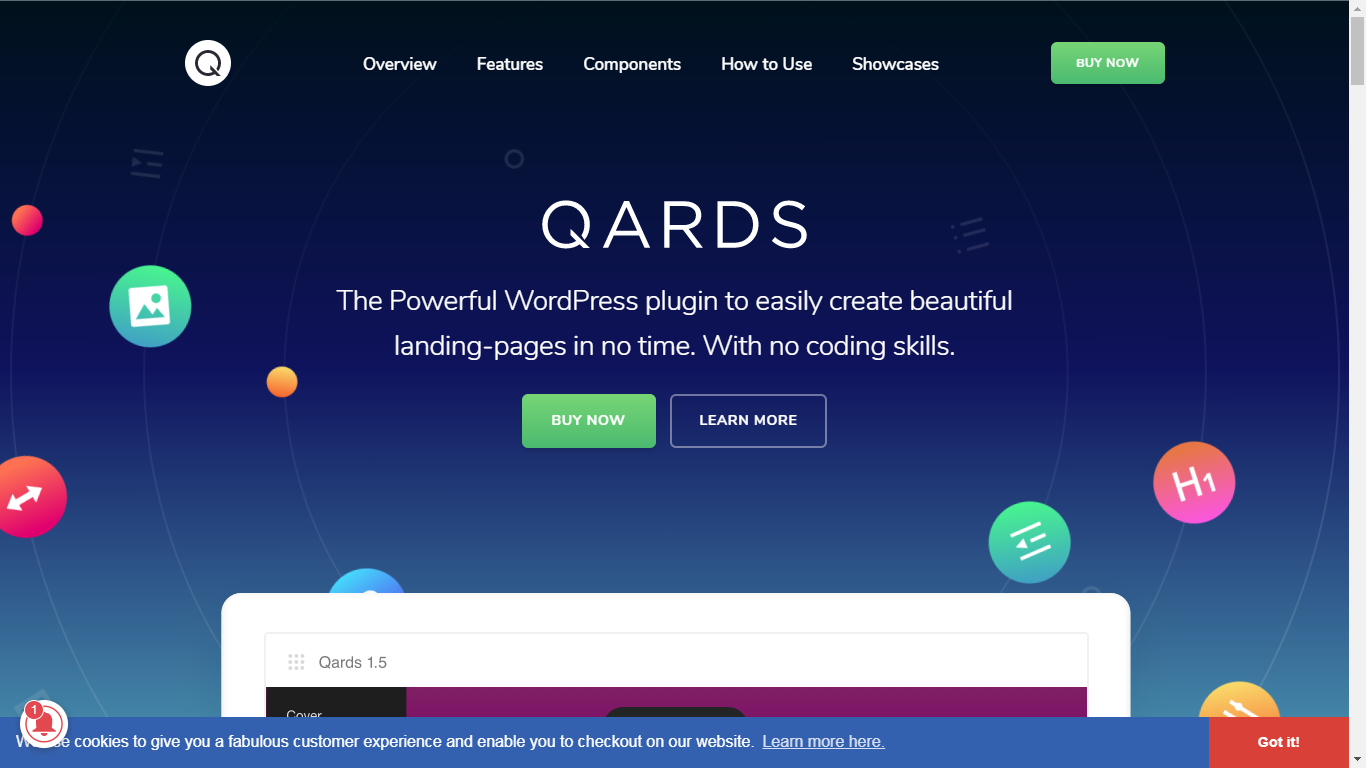 Q
Overview Features Components How to Use Showcases BUY NOW
QARDS
The Powerful WordPress plugin to easily create beautiful
landing-pages in no time. With no coding skills.
BUY NOW LEARN MORE
H1
Qards 1.5
Cover
1
cookies to give you a fabulous customer experience and enable you to checkout on our website. Learn more here. Got it!